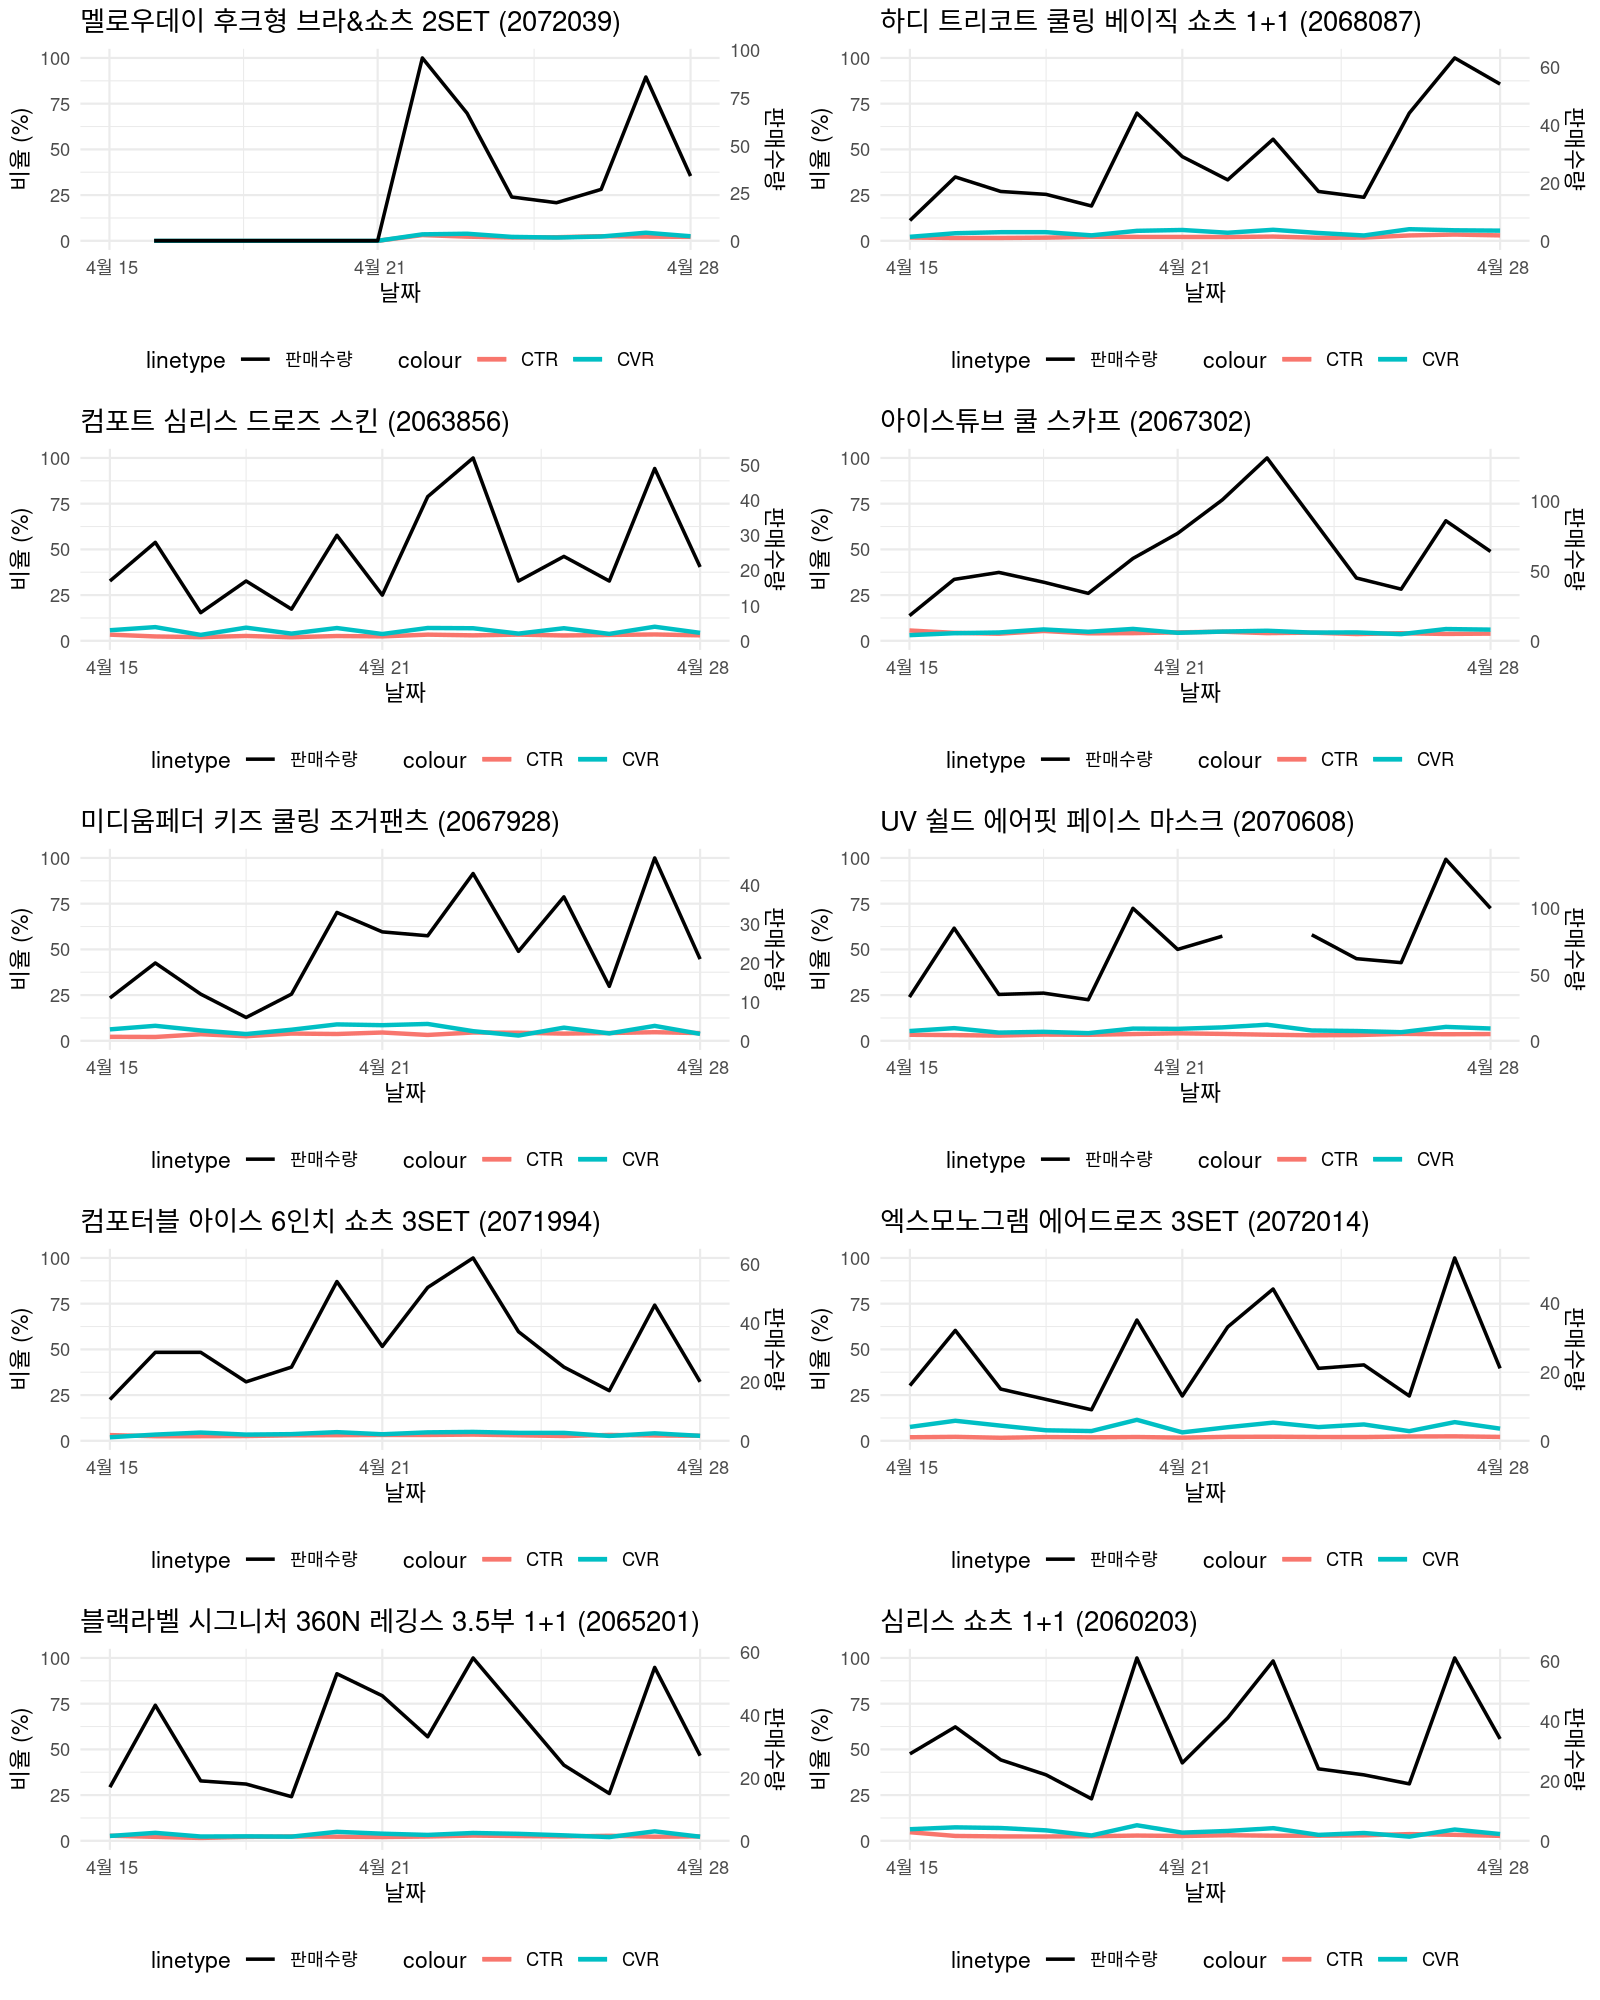 멜로우데이 후크형 브라&쇼츠 2SET (2072039)
100
75
50
25
0
비율 (%)
100
75
50
25
0
판매수량
4월 15
4월 21
4월 28
날짜
linetype 판매수량 colour CTR CVR
하디 트리코트 쿨링 베이직 쇼츠 1+1 (2068087)
100
75
50
25
0
비율 (%)
60
40
20
0
판매수량
4월 15
4월 21
4월 28
날짜
linetype 판매수량 colour CTR CVR
컴포트 심리스 드로즈 스킨 (2063856)
100
75
50
25
0
비율 (%)
50
40
30
20
10
0
판매수량
4월 15
4월 21
4월 28
날짜
linetype 판매수량 colour CTR CVR
아이스튜브 쿨 스카프 (2067302)
100
75
50
25
0
비율 (%)
100
50
0
판매수량
4월 15
4월 21
4월 28
날짜
linetype 판매수량 colour CTR CVR
미디움페더 키즈 쿨링 조거팬츠 (2067928)
100
75
50
25
0
비율 (%)
40
30
20
10
0
판매수량
4월 15
4월 21
4월 28
날짜
linetype 판매수량 colour CTR CVR
UV 쉴드 에어핏 페이스 마스크 (2070608)
100
75
50
25
0
비율 (%)
100
50
0
판매수량
4월 15
4월 21
4월 28
날짜
linetype 판매수량 colour CTR CVR
컴포터블 아이스 6인치 쇼츠 3SET (2071994)
100
75
50
25
0
비율 (%)
60
40
20
0
판매수량
4월 15
4월 21
4월 28
날짜
linetype 판매수량 colour CTR CVR
엑스모노그램 에어드로즈 3SET (2072014)
100
75
50
25
0
비율 (%)
40
20
0
판매수량
4월 15
4월 21
4월 28
날짜
linetype 판매수량 colour CTR CVR
블랙라벨 시그니처 360N 레깅스 3.5부 1+1 (2065201)
100
75
50
25
0
비율 (%)
60
40
20
0
판매수량
4월 15
4월 21
4월 28
날짜
linetype 판매수량 colour CTR CVR
심리스 쇼츠 1+1 (2060203)
100
75
50
25
0
비율 (%)
60
40
20
0
판매수량
4월 15
4월 21
4월 28
날짜
linetype 판매수량 colour CTR CVR